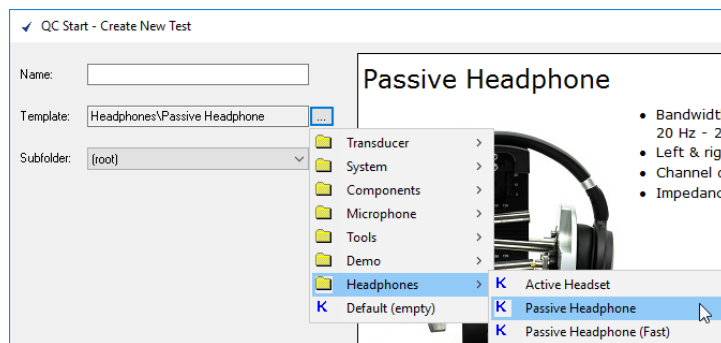 QC Start - Create New Test
Name:
Passive Headphone
Template:
Headphones\Passive Headphone
...
Subfolder:
(root)
Bandwidt
20 Hz - 2
Left & rig
Channel
Impedanc
Transducer
System
Components
Microphone
Tools
Demo
Headphones
Default (empty)
Active Headset
Passive Headphone
Passive Headphone (Fast)